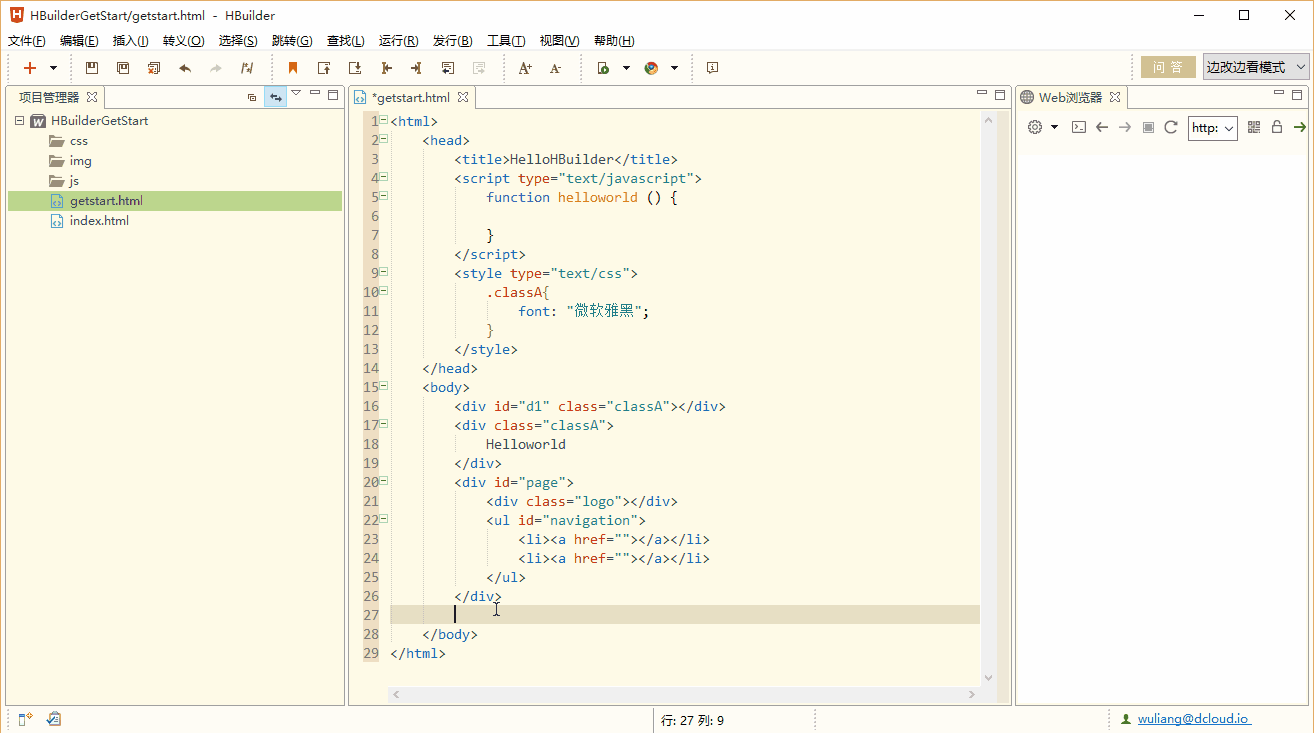 HBuilderGetStart/getstart.html - HBuilder
文件(F) 编辑(E) 插入(I) 转义(O) 选择(S) 跳转(G) 查找(L) 运行(R) 发行(B) 工具(T) 视图(V) 帮助(H)
问 答 边改边看模式
项目管理器
HBuilderGetStart
css
img
js
getstart.html
index.html
*getstart.html
1 <html>
2 <head>
3 <title>HelloHBuilder</title>
4 <script type="text/javascript">
5 function helloworld () {
6
7 }
8 </script>
9 <style type="text/css">
10 .classA{
11 font: "微软雅黑";
12 }
13 </style>
14 </head>
15 <body>
16 <div id="d1" class="classA"></div>
17 <div class="classA">
18 Helloworld
19 </div>
20 <div id="page">
21 <div class="logo"></div>
22 <ul id="navigation">
23 <li><a href=""></a></li>
24 <li><a href=""></a></li>
25 </ul>
26 </div>
27
28 </body>
29 </html>
Web浏览器
http:
行: 27 列: 9
wuliang@dcloud.io